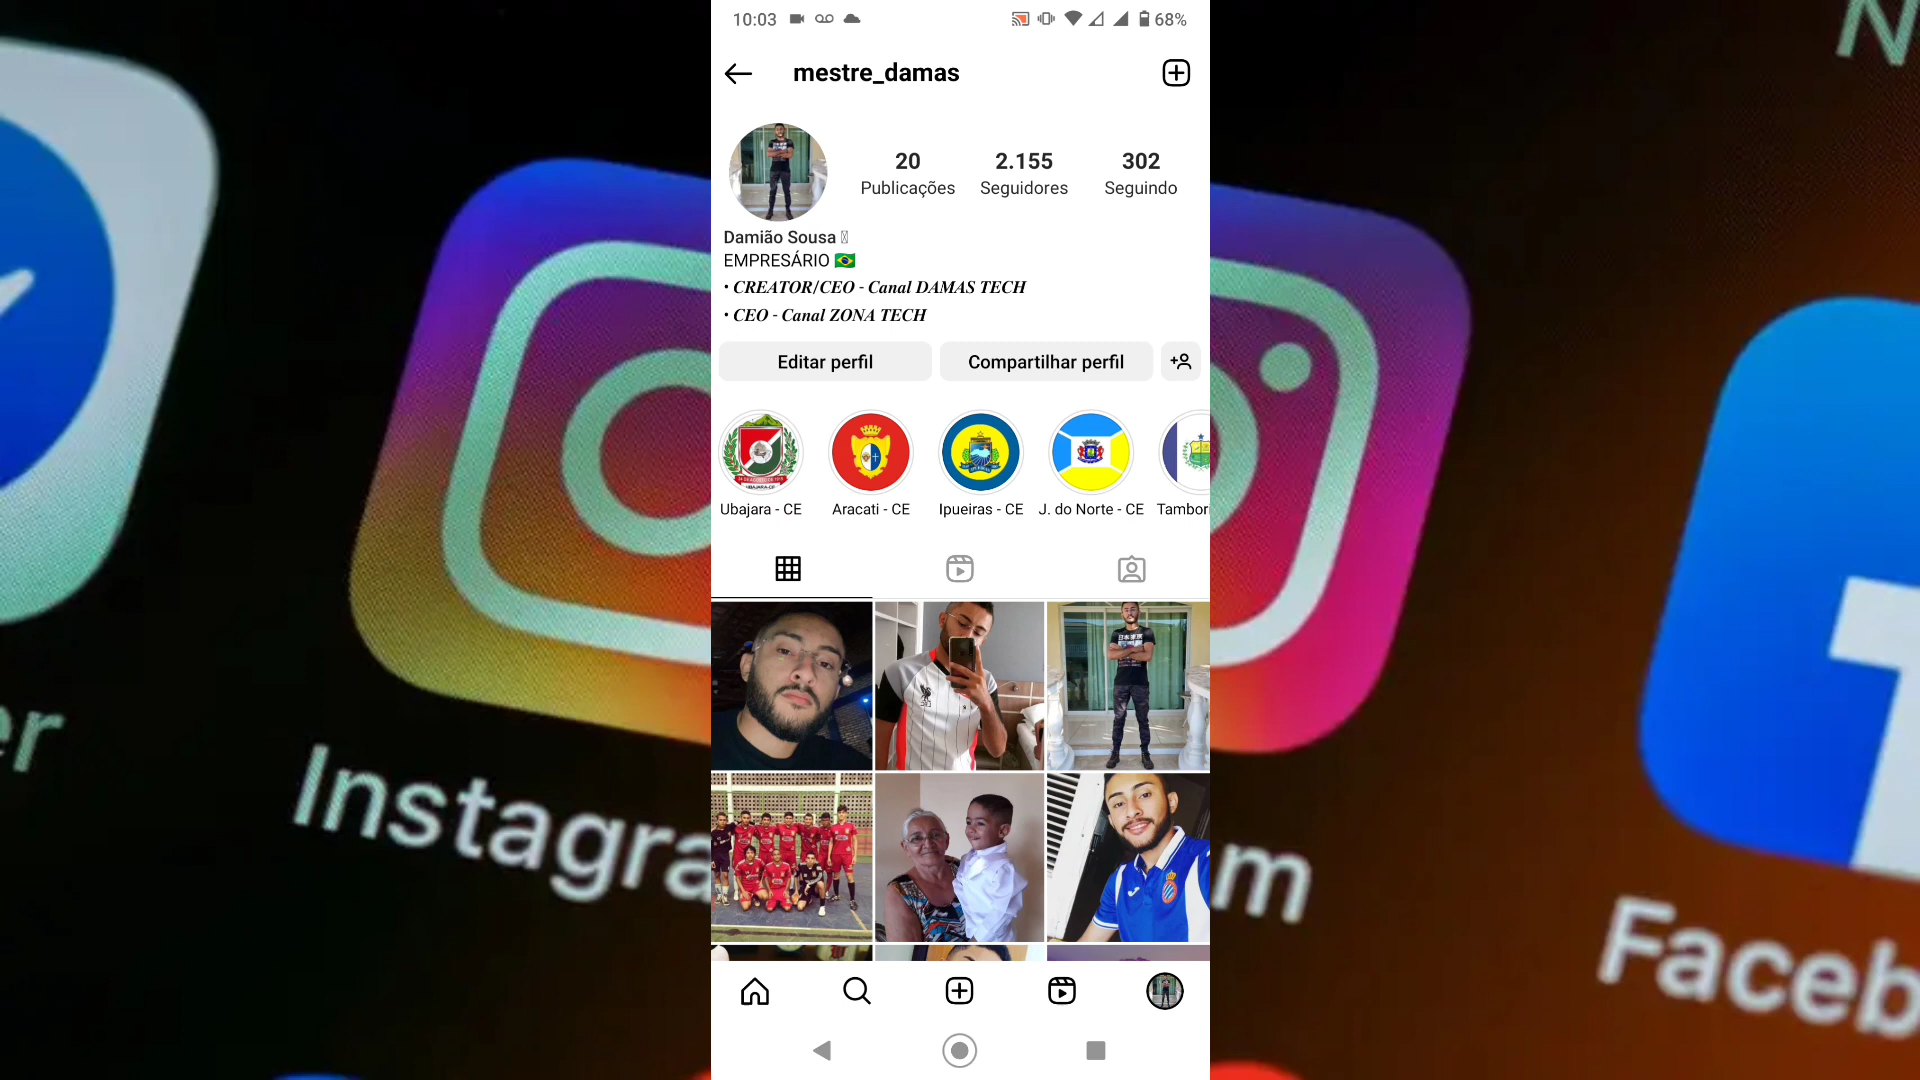 10:03
68%
mestre_damas
20
2.155
302
Publicações
Seguidores
Seguindo
Damião Sousa
EMPRESÁRIO 🇧🇷
• CREATOR/CEO - Canal DAMAS TECH
• CEO - Canal ZONA TECH
Editar perfil
Compartilhar perfil
Ubajara - CE
Aracati - CE
Ipueiras - CE
J. do Norte - CE
Tambor
er
Instagra
m
Faceb
N